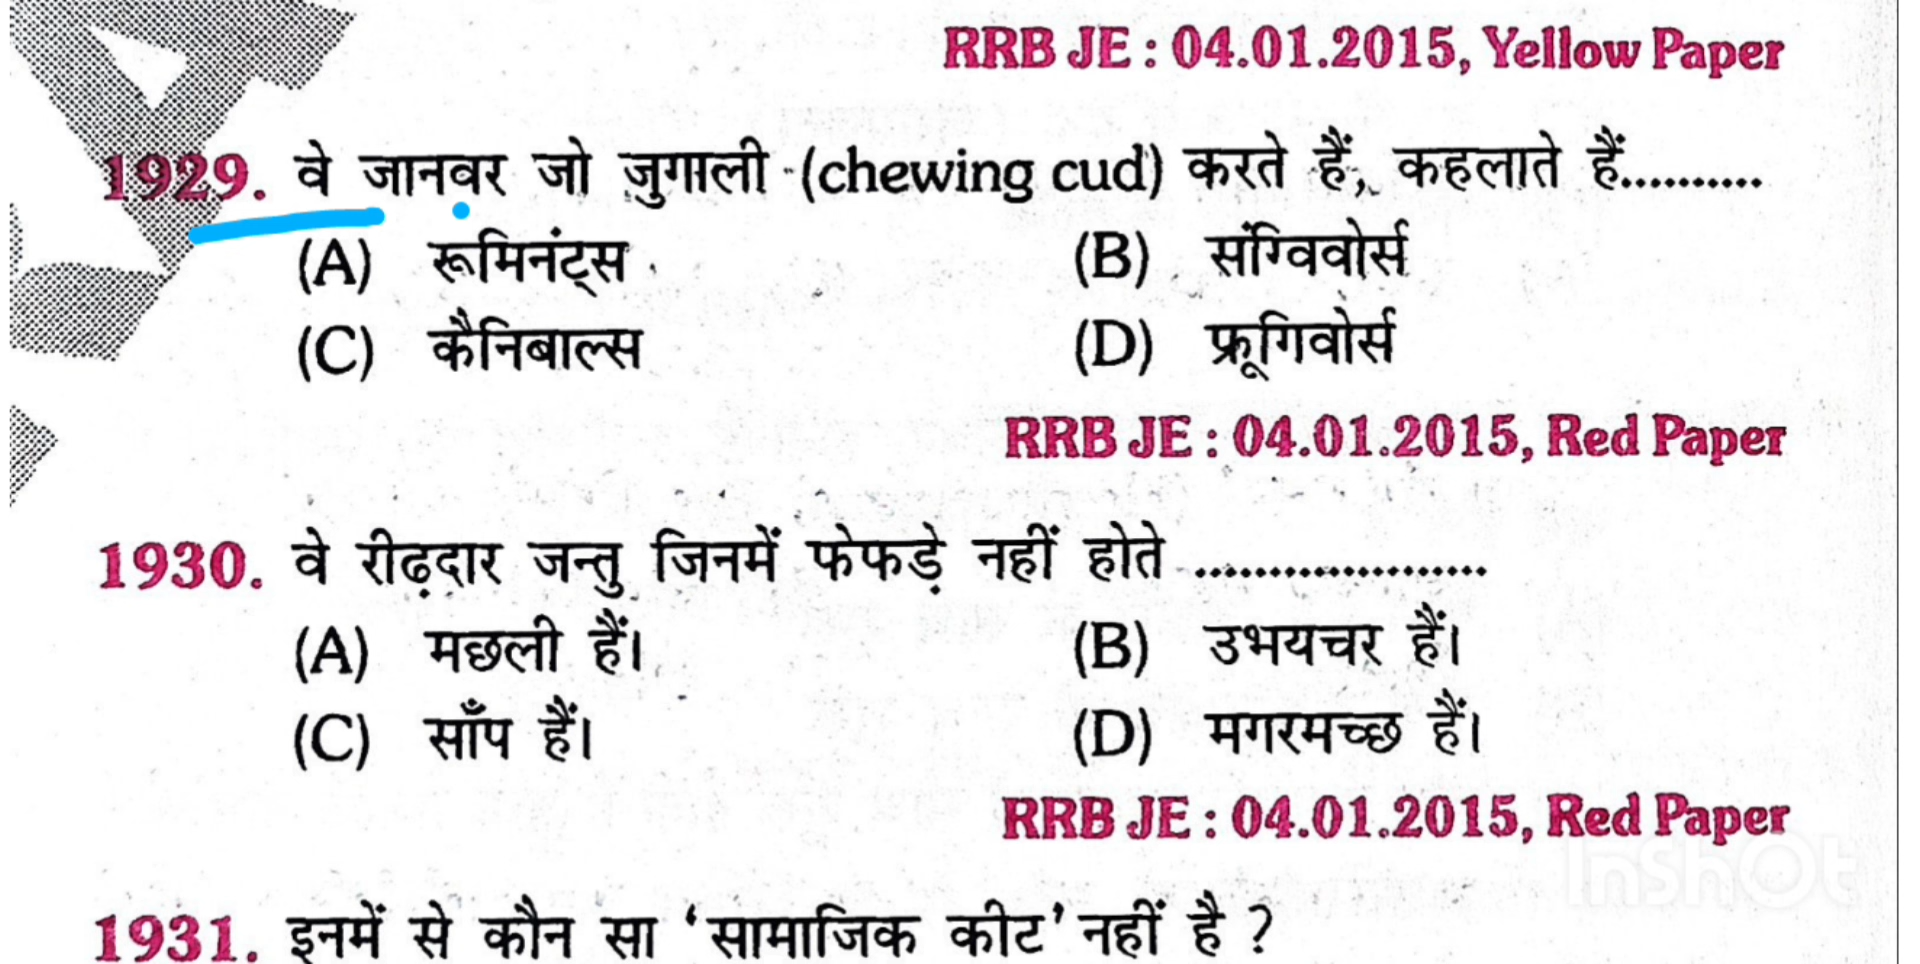 RRB JE : 04.01.2015, Yellow Paper
1929. वे जानवर जो जुगाली (chewing cud) करते हैं, कहलाते हैं...........
(A) रूमिनंट्स (B) संग्विवोर्स
(C) कैनिबाल्स (D) फ्रूगिवोर्स
RRB JE : 04.01.2015, Red Paper
1930. वे रीढ़दार जन्तु जिनमें फेफड़े नहीं होते ....................
(A) मछली हैं। (B) उभयचर हैं।
(C) साँप हैं। (D) मगरमच्छ हैं।
RRB JE : 04.01.2015, Red Paper
InShOt
1931. इनमें से कौन सा ‘सामाजिक कीट’ नहीं है ?